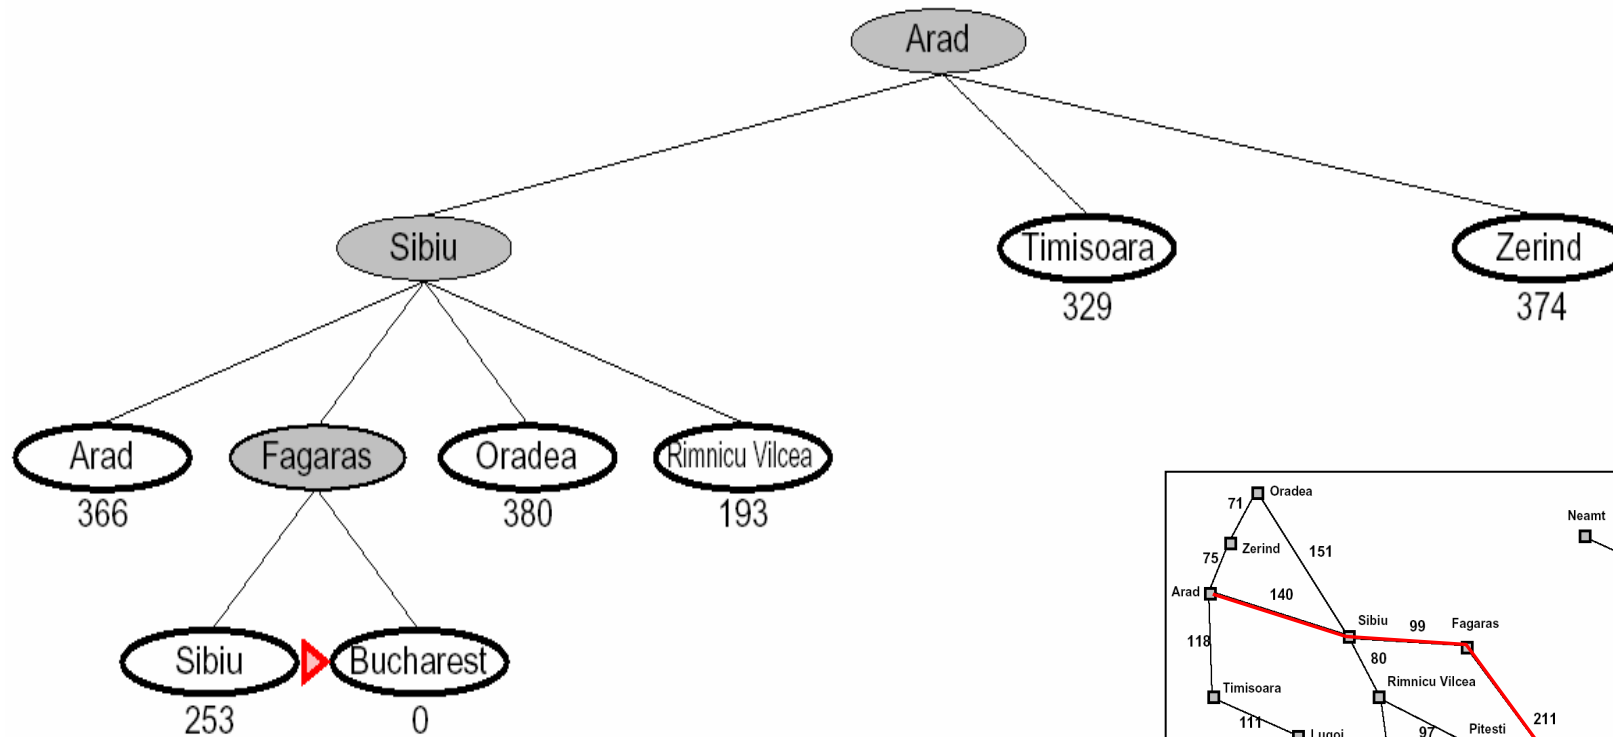 Arad
Sibiu
Timisoara
Zerind
329
374
Arad
Fagaras
Oradea
Rimnicu Vilcea
366
380
193
Sibiu
Bucharest
253
0
Oradea
71
Neamt
Zerind
151
75
Arad
140
Sibiu
99
Fagaras
118
80
Timisoara
Rimnicu Vilcea
111
Lugoj
97
Pitesti
211